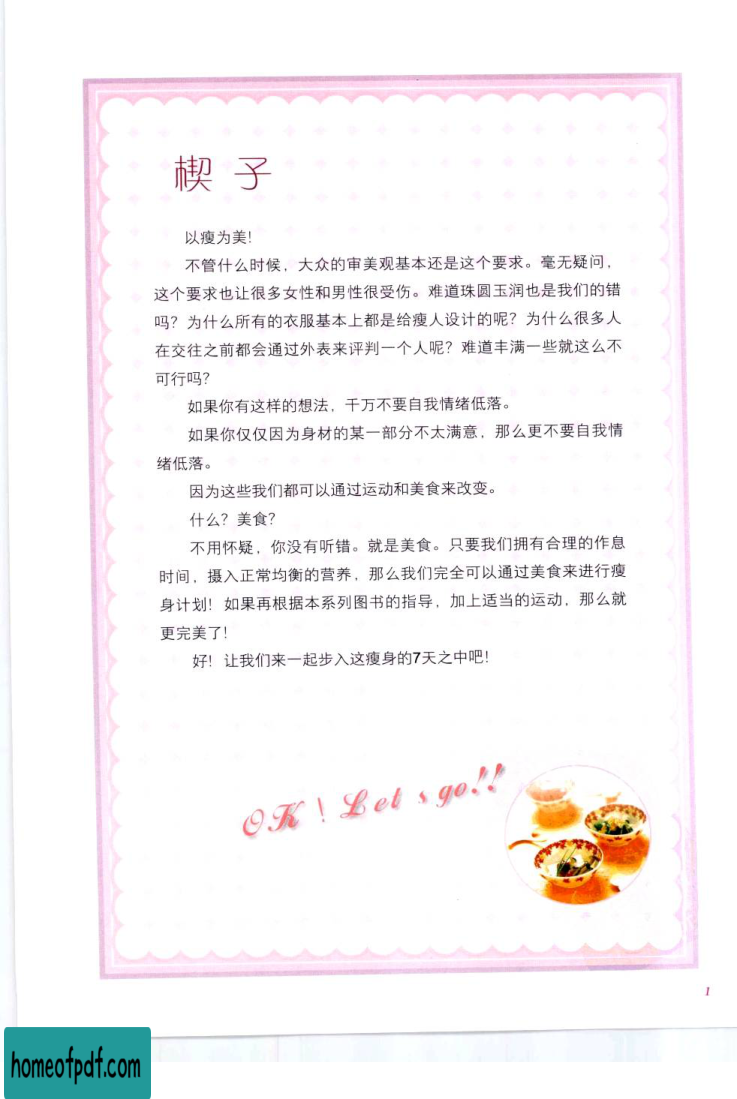 楔 子
以瘦为美！
不管什么时候，大众的审美观基本还是这个要求。毫无疑问，
这个要求也让很多女性和男性很受伤。难道珠圆玉润也是我们的错
吗？为什么所有的衣服基本上都是给瘦人设计的呢？为什么很多人
在交往之前都会通过外表来评判一个人呢？难道丰满一些就这么不
可行吗？
如果你有这样的想法，千万不要自我情绪低落。
如果你仅仅因为身材的某一部分不太满意，那么更不要自我情
绪低落。
因为这些我们都可以通过运动和美食来改变。
什么？美食？
不用怀疑，你没有听错。就是美食。只要我们拥有合理的作息
时间，摄入正常均衡的营养，那么我们完全可以通过美食来进行瘦
身计划！如果再根据本系列图书的指导，加上适当的运动，那么就
更完美了！
好！让我们来一起步入这瘦身的7天之中吧！
OK！Let s go!!
1
homeofpdf.com